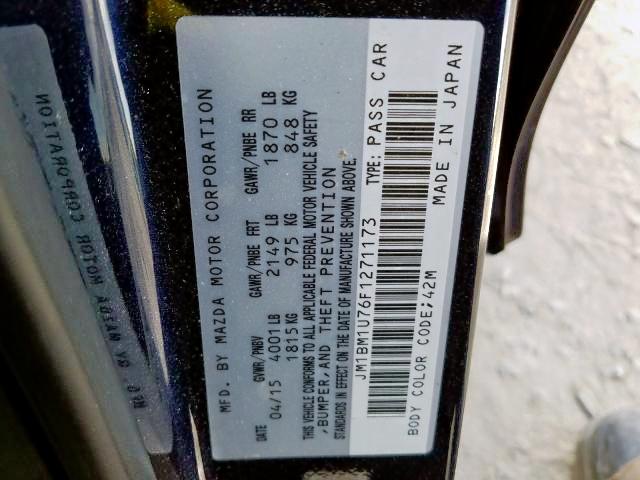 MFD. BY MAZDA MOTOR CORPORATION
DATE GVWR/PNBV GAWR/PNBE FRT GAWR/PNBE RR
04/15 4001LB 2149 LB 1870 LB
1815KG 975 KG 848 KG
THIS VEHICLE CONFORMS TO ALL APPLICABLE FEDERAL MOTOR VEHICLE SAFETY
,BUMPER,AND THEFT PREVENTION
STANDARDS IN EFFECT ON THE DATE OF MANUFACTURE SHOWN ABOVE.
JM1BM1U76F1271173 TYPE: PASS CAR
BODY COLOR CODE:42M MADE IN JAPAN